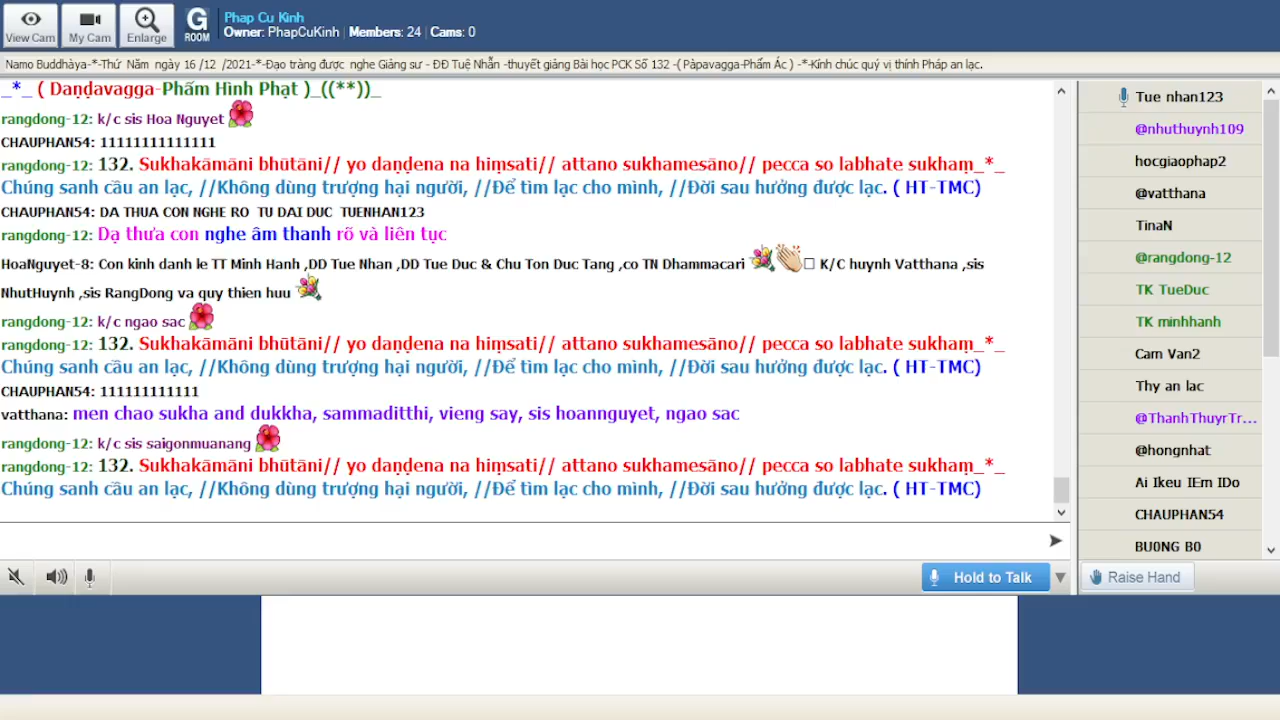 View Cam
My Cam
Enlarge
G
ROOM
Phap Cu Kinh
Owner: PhapCuKinh | Members: 24 | Cams: 0
Namo Buddhàya-*-Thứ Năm ngày 16 /12 /2021-*-Đạo tràng được nghe Giảng sư - ĐĐ Tuệ Nhẫn -thuyết giảng Bài học PCK Số 132 -( Pàpavagga-Phẩm Ác ) -*-Kính chúc quý vị thính Pháp an lạc.
_*_ ( Daṇḍavagga-Phẩm Hình Phạt )_((**))_
rangdong-12: k/c sis Hoa Nguyet
CHAUPHAN54: 11111111111111
rangdong-12: 132. Sukhakāmāni bhūtāni// yo daṇḍena na hiṃsati// attano sukhamesāno// pecca so labhate sukhaṃ_*_
Chúng sanh cầu an lạc, //Không dùng trượng hại người, //Để tìm lạc cho mình, //Đời sau hưởng được lạc. ( HT-TMC)
CHAUPHAN54: DA THUA CON NGHE RO TU DAI DUC TUENHAN123
rangdong-12: Dạ thưa con nghe âm thanh rõ và liên tục
HoaNguyet-8: Con kinh danh le TT Minh Hanh ,DD Tue Nhan ,DD Tue Duc & Chu Ton Duc Tang ,co TN Dhammacari K/C huynh Vatthana ,sis
NhutHuynh ,sis RangDong va quy thien huu
rangdong-12: k/c ngao sac
rangdong-12: 132. Sukhakāmāni bhūtāni// yo daṇḍena na hiṃsati// attano sukhamesāno// pecca so labhate sukhaṃ_*_
Chúng sanh cầu an lạc, //Không dùng trượng hại người, //Để tìm lạc cho mình, //Đời sau hưởng được lạc. ( HT-TMC)
CHAUPHAN54: 111111111111
vatthana: men chao sukha and dukkha, sammaditthi, vieng say, sis hoannguyet, ngao sac
rangdong-12: k/c sis saigonmuanang
rangdong-12: 132. Sukhakāmāni bhūtāni// yo daṇḍena na hiṃsati// attano sukhamesāno// pecca so labhate sukhaṃ_*_
Chúng sanh cầu an lạc, //Không dùng trượng hại người, //Để tìm lạc cho mình, //Đời sau hưởng được lạc. ( HT-TMC)
Hold to Talk
Tue nhan123
@nhuthuynh109
hocgiaophap2
@vatthana
TinaN
@rangdong-12
TK TueDuc
TK minhhanh
Cam Van2
Thy an lac
@ThanhThuyrTr...
@hongnhat
Ai Ikeu IEm IDo
CHAUPHAN54
BU0NG B0
Raise Hand